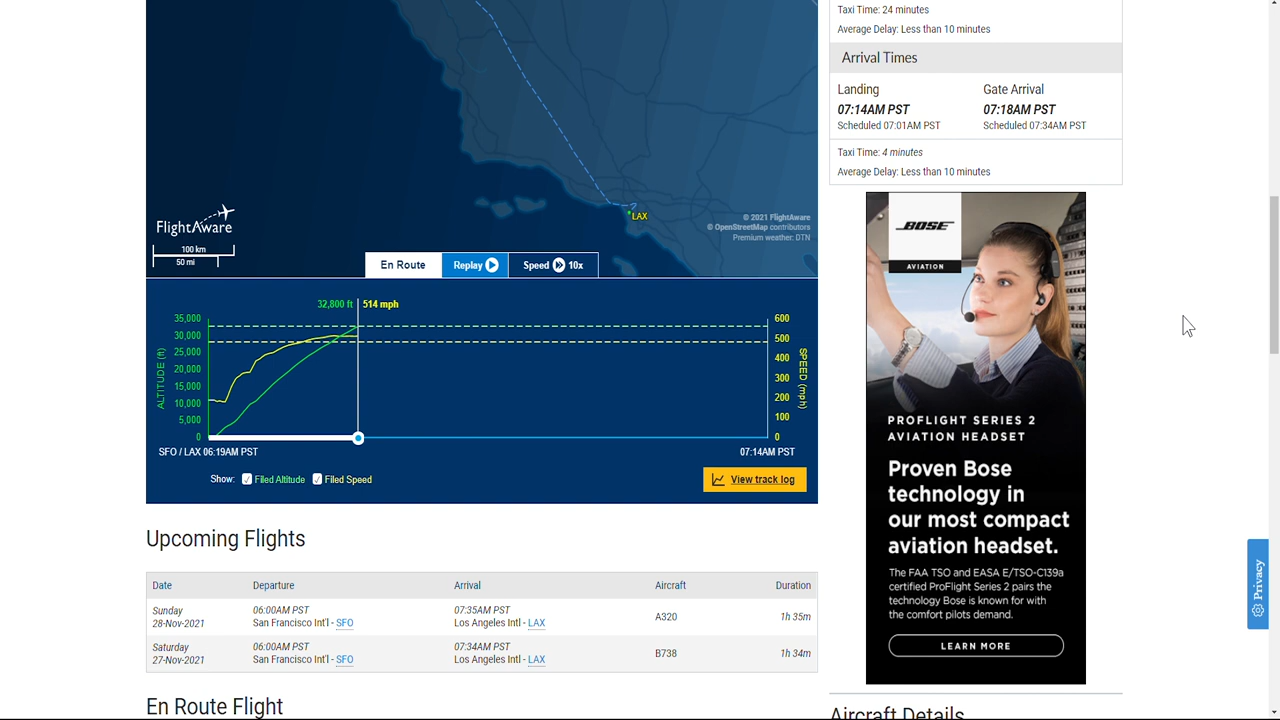 Taxi Time: 24 minutes
Average Delay: Less than 10 minutes
Arrival Times
Landing
Gate Arrival
07:14AM PST
07:18AM PST
Scheduled 07:01AM PST
Scheduled 07:34AM PST
Taxi Time: 4 minutes
Average Delay: Less than 10 minutes
LAX
FlightAware
100 km
50 mi
© 2021 FlightAware
© OpenStreetMap contributors
Premium weather: DTN
En Route
Replay
Speed 10x
32,800 ft 514 mph
35,000
30,000
25,000
20,000
15,000
10,000
5,000
0
ALTITUDE (ft)
600
500
400
300
200
100
0
SPEED (mph)
SFO / LAX 06:19AM PST
07:14AM PST
Show: Filed Altitude Filed Speed
View track log
Upcoming Flights
Date Departure Arrival Aircraft Duration
Sunday 06:00AM PST 07:35AM PST A320 1h 35m
28-Nov-2021 San Francisco Int'l - SFO Los Angeles Intl - LAX
Saturday 06:00AM PST 07:34AM PST B738 1h 34m
27-Nov-2021 San Francisco Int'l - SFO Los Angeles Intl - LAX
En Route Flight
BOSE
AVIATION
PROFLIGHT SERIES 2
AVIATION HEADSET
Proven Bose
technology in
our most compact
aviation headset.
The FAA TSO and EASA E/TSO-C139a
certified ProFlight Series 2 pairs the
technology Bose is known for with
the comfort pilots demand.
LEARN MORE
Aircraft Details
Privacy